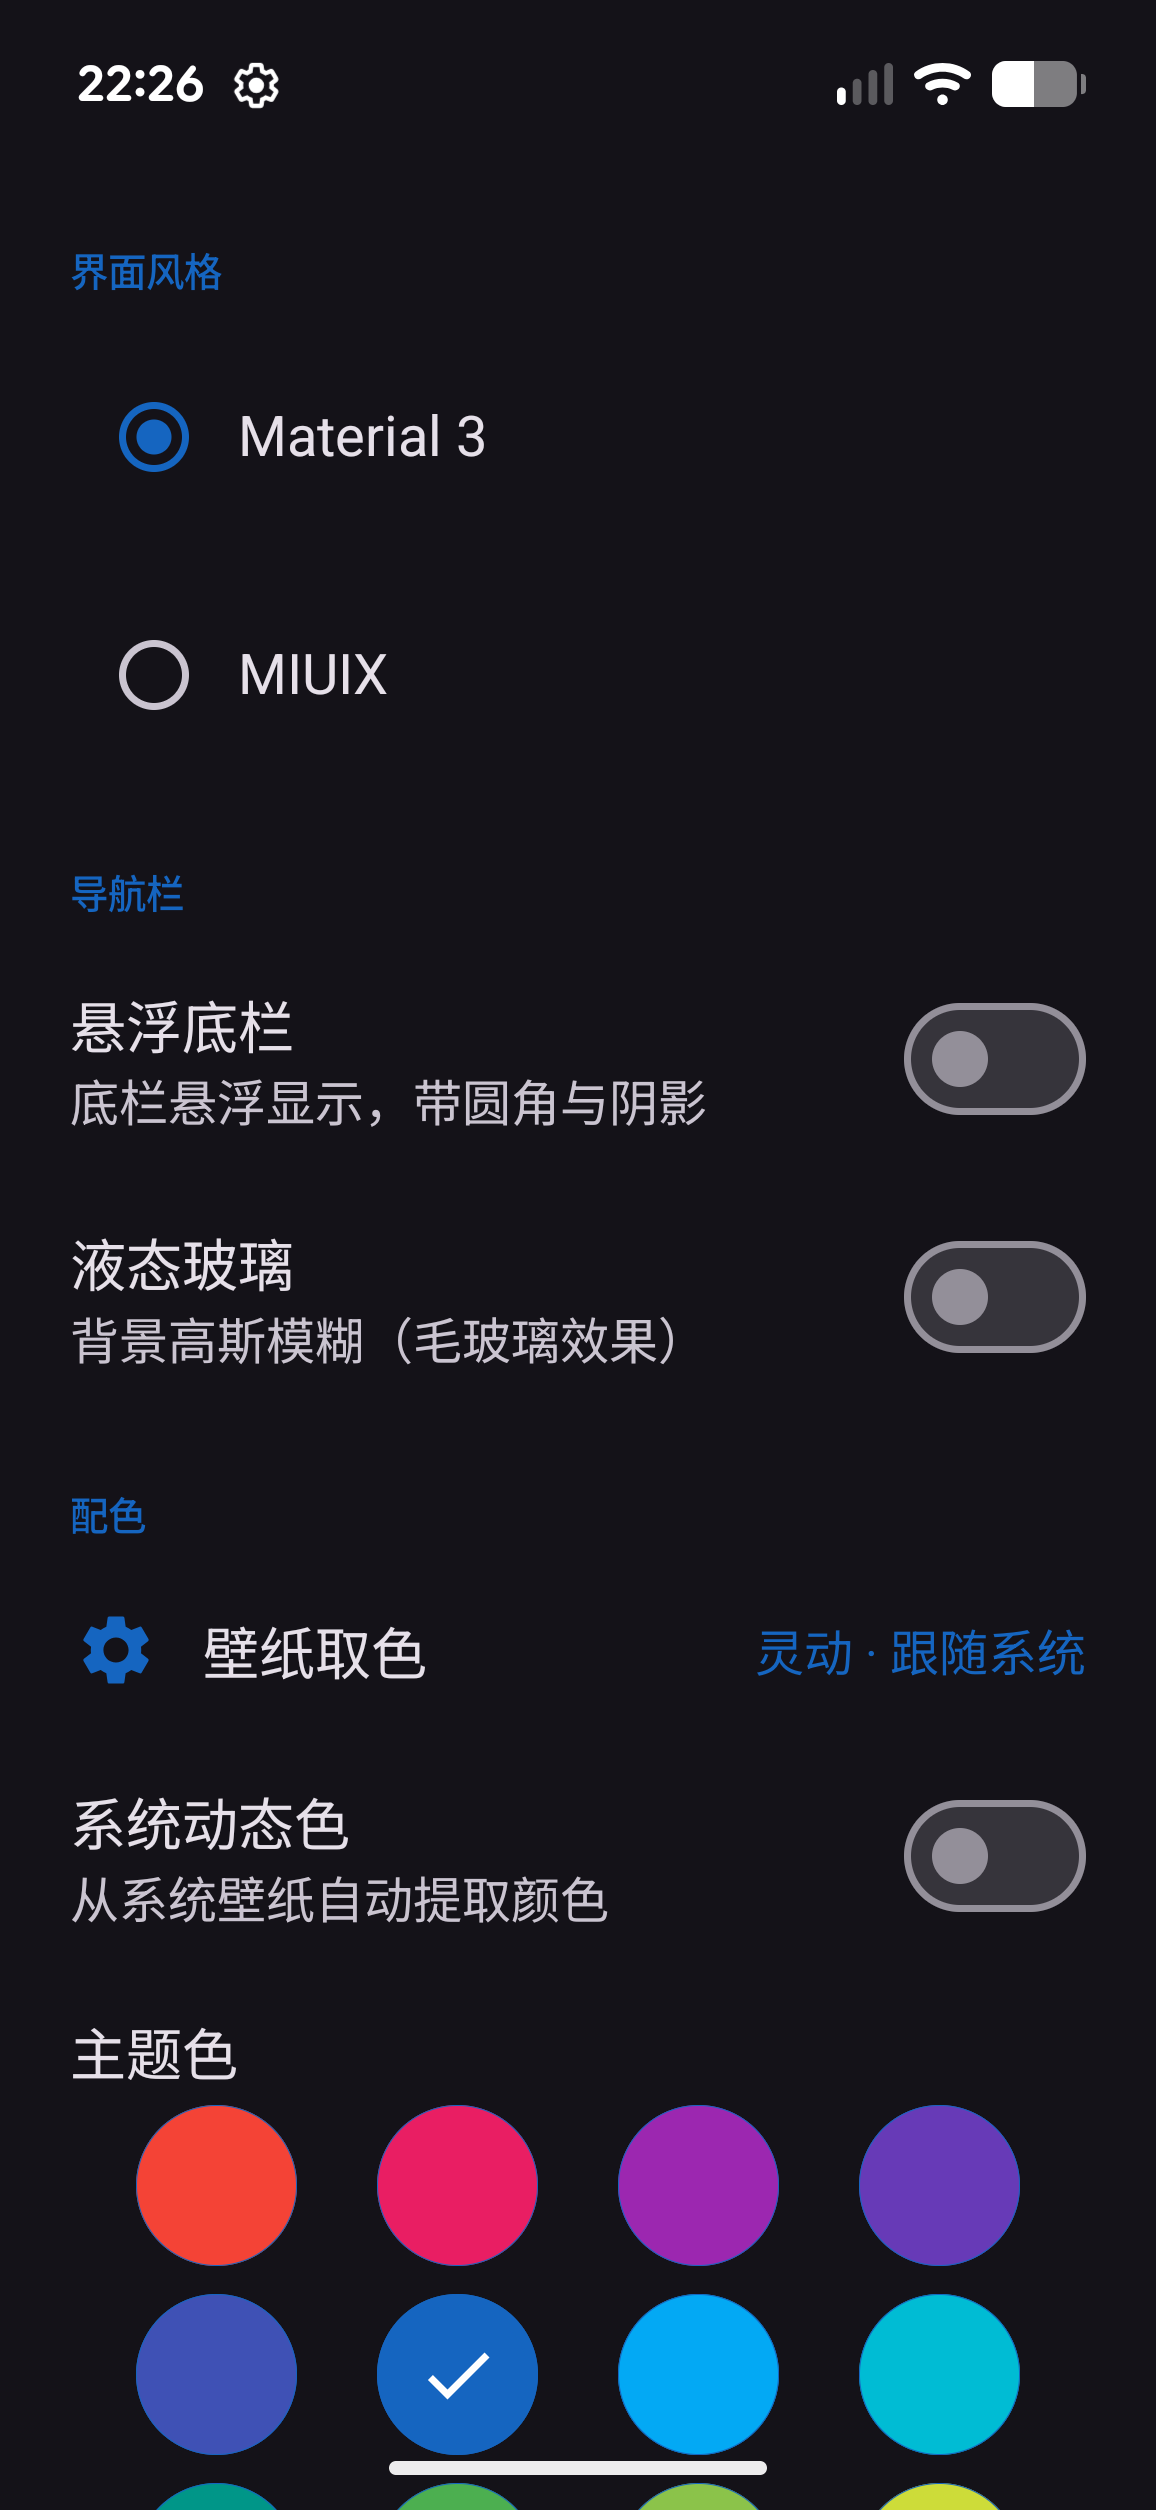 22:26
界面风格
Material 3
MIUIX
导航栏
悬浮底栏
底栏悬浮显示，带圆角与阴影
液态玻璃
背景高斯模糊（毛玻璃效果）
配色
壁纸取色
灵动 · 跟随系统
系统动态色
从系统壁纸自动提取颜色
主题色